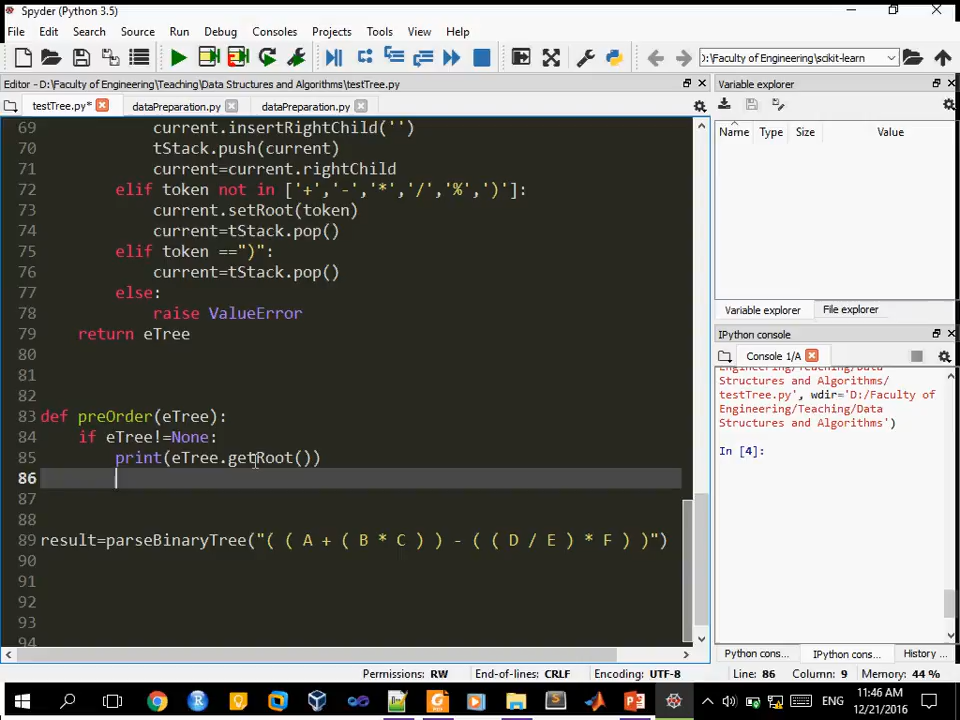 Spyder (Python 3.5)
File Edit Search Source Run Debug Consoles Projects Tools View Help
):\Faculty of Engineering\scikit-learn
Editor - D:\Faculty of Engineering\Teaching\Data Structures and Algorithms\testTree.py
testTree.py* dataPreparation.py dataPreparation.py
69 current.insertRightChild('')
70 tStack.push(current)
71 current=current.rightChild
72 elif token not in ['+','-','*','/','%',')']:
73 current.setRoot(token)
74 current=tStack.pop()
75 elif token ==")":
76 current=tStack.pop()
77 else:
78 raise ValueError
79 return eTree
80
81
82
83 def preOrder(eTree):
84 if eTree!=None:
85 print(eTree.getRoot())
86
87
88
89 result=parseBinaryTree("( ( A + ( B * C ) ) - ( ( D / E ) * F ) )")
90
91
92
93
94
Variable explorer
Name Type Size Value
Variable explorer File explorer
IPython console
Console 1/A
Engineering/Teaching/Data
Structures and Algorithms/
testTree.py', wdir='D:/Faculty of
Engineering/Teaching/Data
Structures and Algorithms')
In [4]:
Python cons... IPython cons... History ...
Permissions: RW End-of-lines: CRLF Encoding: UTF-8 Line: 86 Column: 9 Memory: 44 %
ENG
11:46 AM
12/21/2016